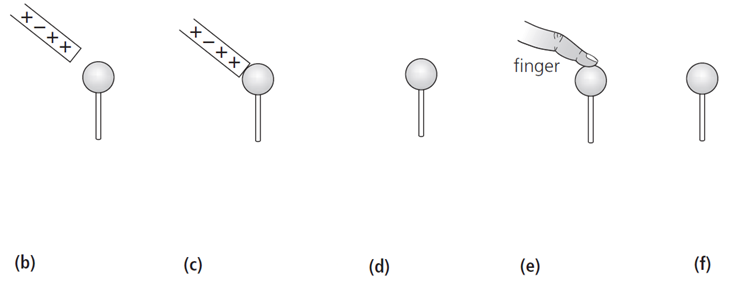 + − + +
+ − + +
finger
(b)
(c)
(d)
(e)
(f)